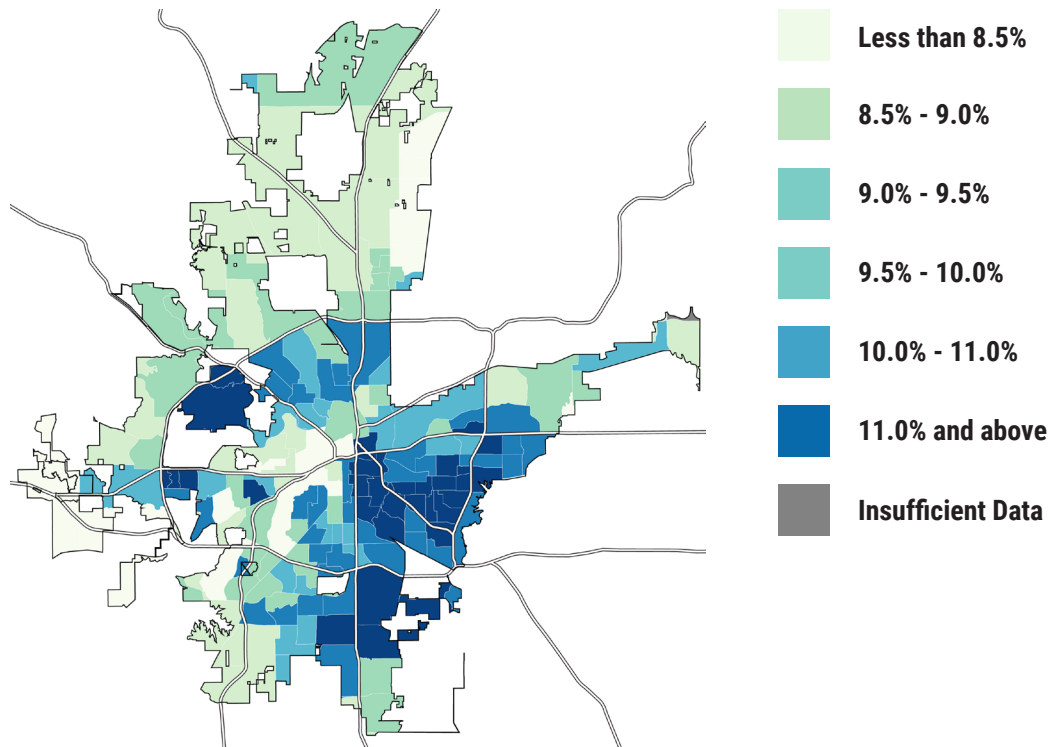 Less than 8.5%
8.5% - 9.0%
9.0% - 9.5%
9.5% - 10.0%
10.0% - 11.0%
11.0% and above
Insufficient Data